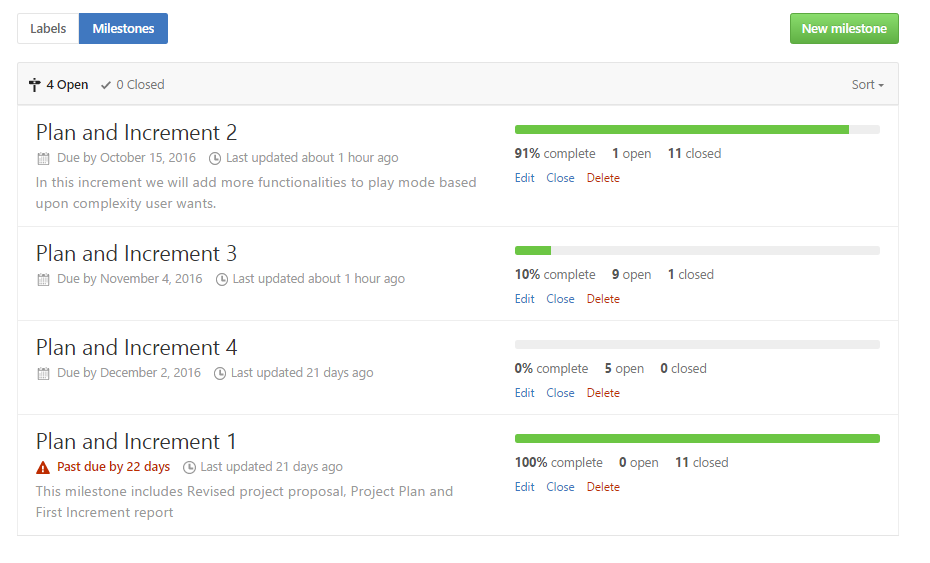 Labels Milestones New milestone
4 Open 0 Closed Sort
Plan and Increment 2
Due by October 15, 2016 Last updated about 1 hour ago
In this increment we will add more functionalities to play mode based
upon complexity user wants.
91% complete 1 open 11 closed
Edit Close Delete
Plan and Increment 3
Due by November 4, 2016 Last updated about 1 hour ago
10% complete 9 open 1 closed
Edit Close Delete
Plan and Increment 4
Due by December 2, 2016 Last updated 21 days ago
0% complete 5 open 0 closed
Edit Close Delete
Plan and Increment 1
Past due by 22 days Last updated 21 days ago
This milestone includes Revised project proposal, Project Plan and
First Increment report
100% complete 0 open 11 closed
Edit Close Delete